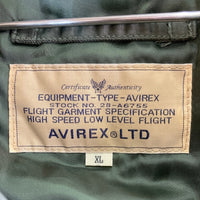 Certificate Authenticity
EQUIPMENT-TYPE-AVIREX
STOCK NO. 28-A6755
FLIGHT GARMENT SPECIFICATION
HIGH SPEED LOW LEVEL FLIGHT
AVIREX®LTD
XL